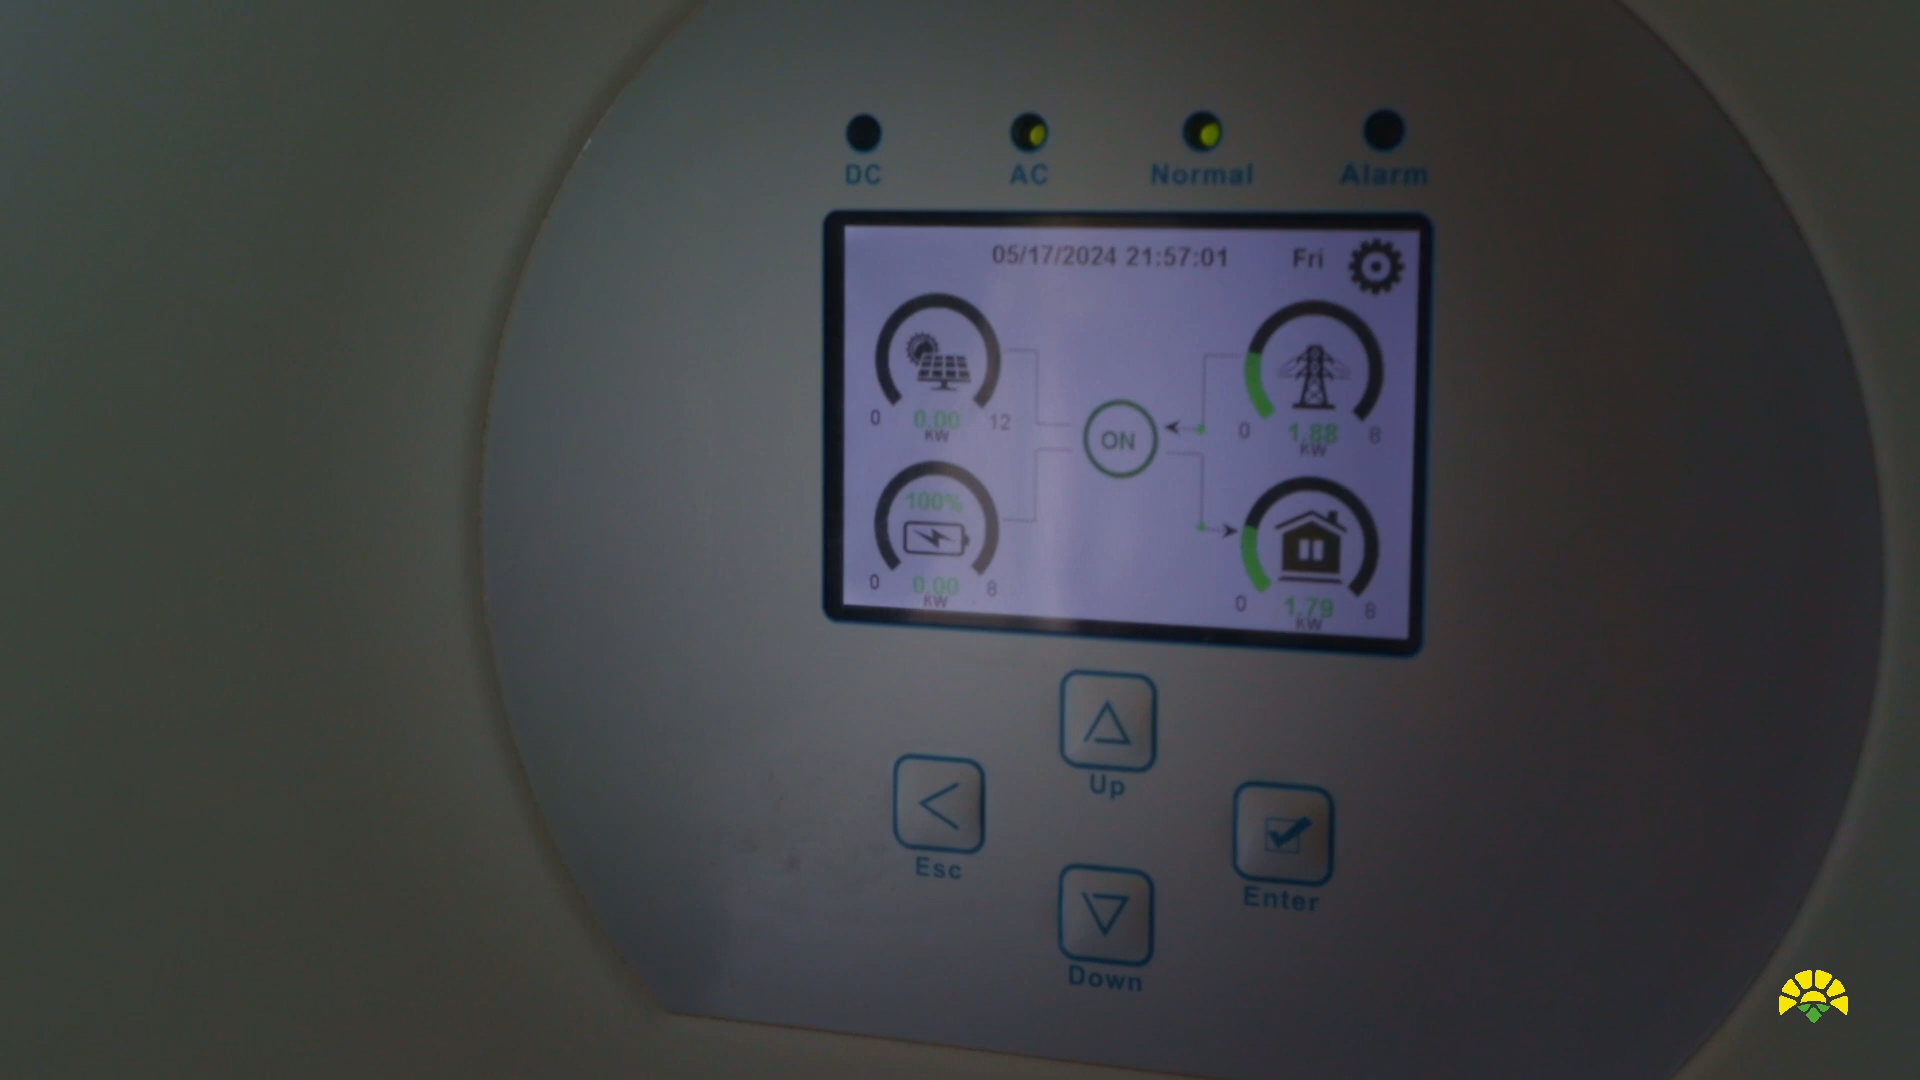 DC AC Normal Alarm
05/17/2024 21:57:01 Fri
0 0.00 12
KW
0 1.88 8
KW
ON
100%
0 0.00 8
KW
0 1.79 8
KW
Up
Esc
Enter
Down